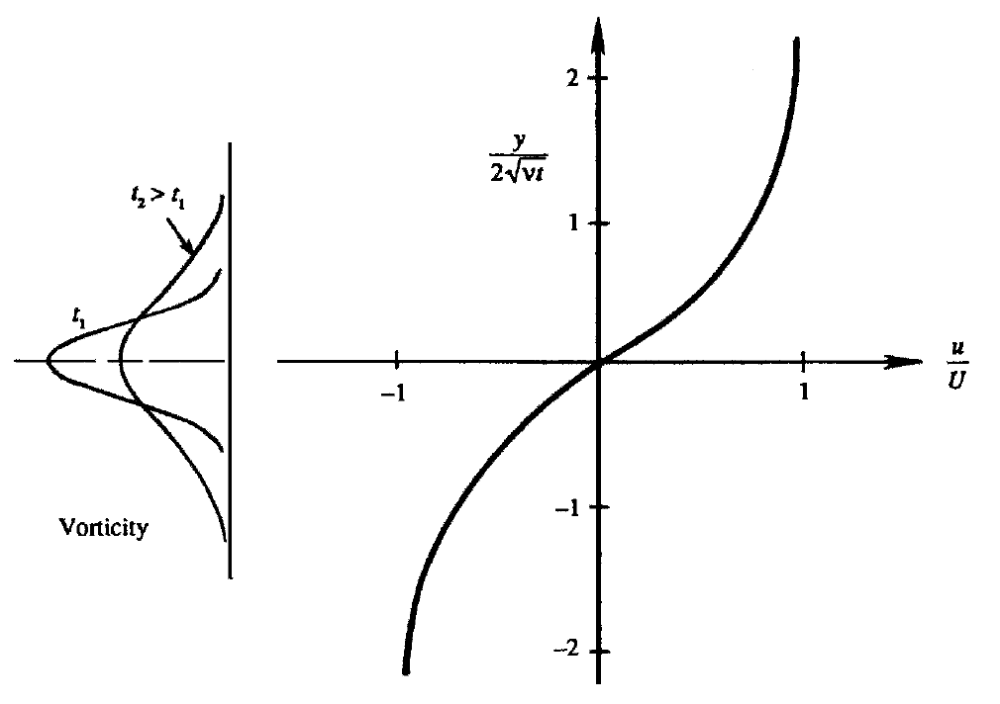 2
y
2√νt
t₂ > t₁
1
t₁
u
U
−1
1
−1
Vorticity
−2